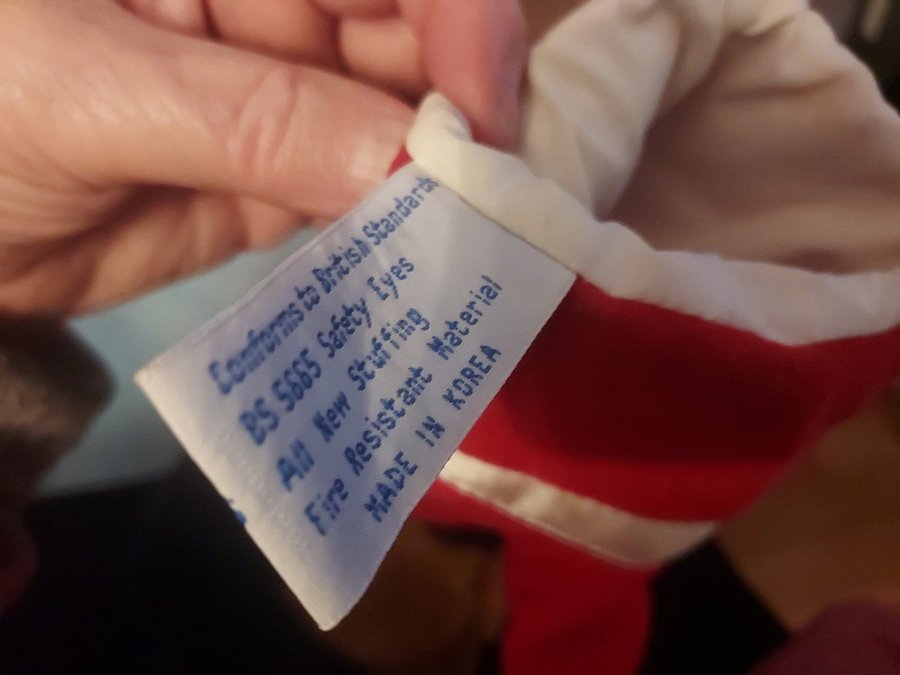 Conforms to British Standards
BS 5665 Safety Eyes
All New Stuffing
Fire Resistant Material
MADE IN KOREA